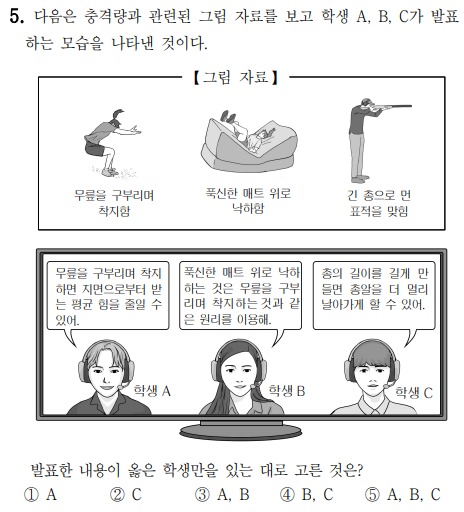 5. 다음은 충격량과 관련된 그림 자료를 보고 학생 A, B, C가 발표
하는 모습을 나타낸 것이다.
【그림 자료】
무릎을 구부리며
착지함
푹신한 매트 위로
낙하함
긴 총으로 먼
표적을 맞힘
무릎을 구부리며 착지
하면 지면으로부터 받
는 평균 힘을 줄일 수
있어.
푹신한 매트 위로 낙하
하는 것은 무릎을 구부
리며 착지하는 것과 같
은 원리를 이용해.
총의 길이를 길게 만
들면 총알을 더 멀리
날아가게 할 수 있어.
학생 A
학생 B
학생 C
발표한 내용이 옳은 학생만을 있는 대로 고른 것은?
① A ② C ③ A, B ④ B, C ⑤ A, B, C